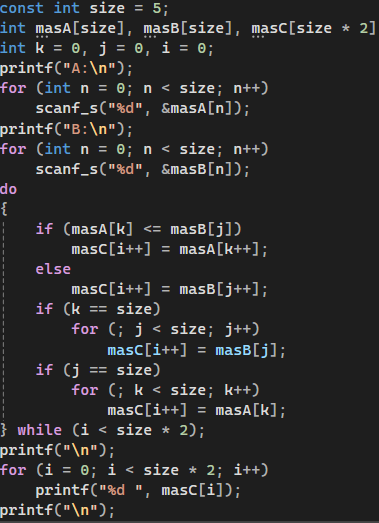 const int size = 5;
int masA[size], masB[size], masC[size * 2]
int k = 0, j = 0, i = 0;
printf("A:\n");
for (int n = 0; n < size; n++)
    scanf_s("%d", &masA[n]);
printf("B:\n");
for (int n = 0; n < size; n++)
    scanf_s("%d", &masB[n]);
do
{
    if (masA[k] <= masB[j])
        masC[i++] = masA[k++];
    else
        masC[i++] = masB[j++];
    if (k == size)
        for (; j < size; j++)
            masC[i++] = masB[j];
    if (j == size)
        for (; k < size; k++)
            masC[i++] = masA[k];
} while (i < size * 2);
printf("\n");
for (i = 0; i < size * 2; i++)
    printf("%d ", masC[i]);
printf("\n");